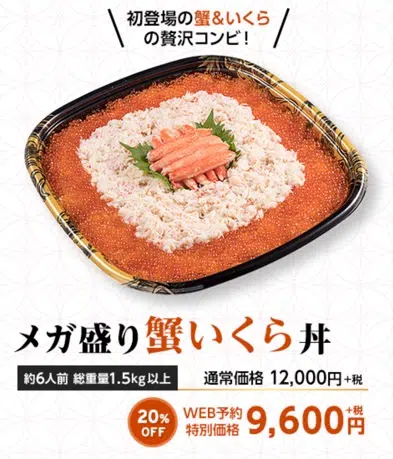 初登場の蟹&いくら
の贅沢コンビ!
メガ盛り蟹いくら丼
約6人前 総重量1.5kg以上
通常価格 12,000円+税
20%
OFF
WEB予約
特別価格
9,600円+税